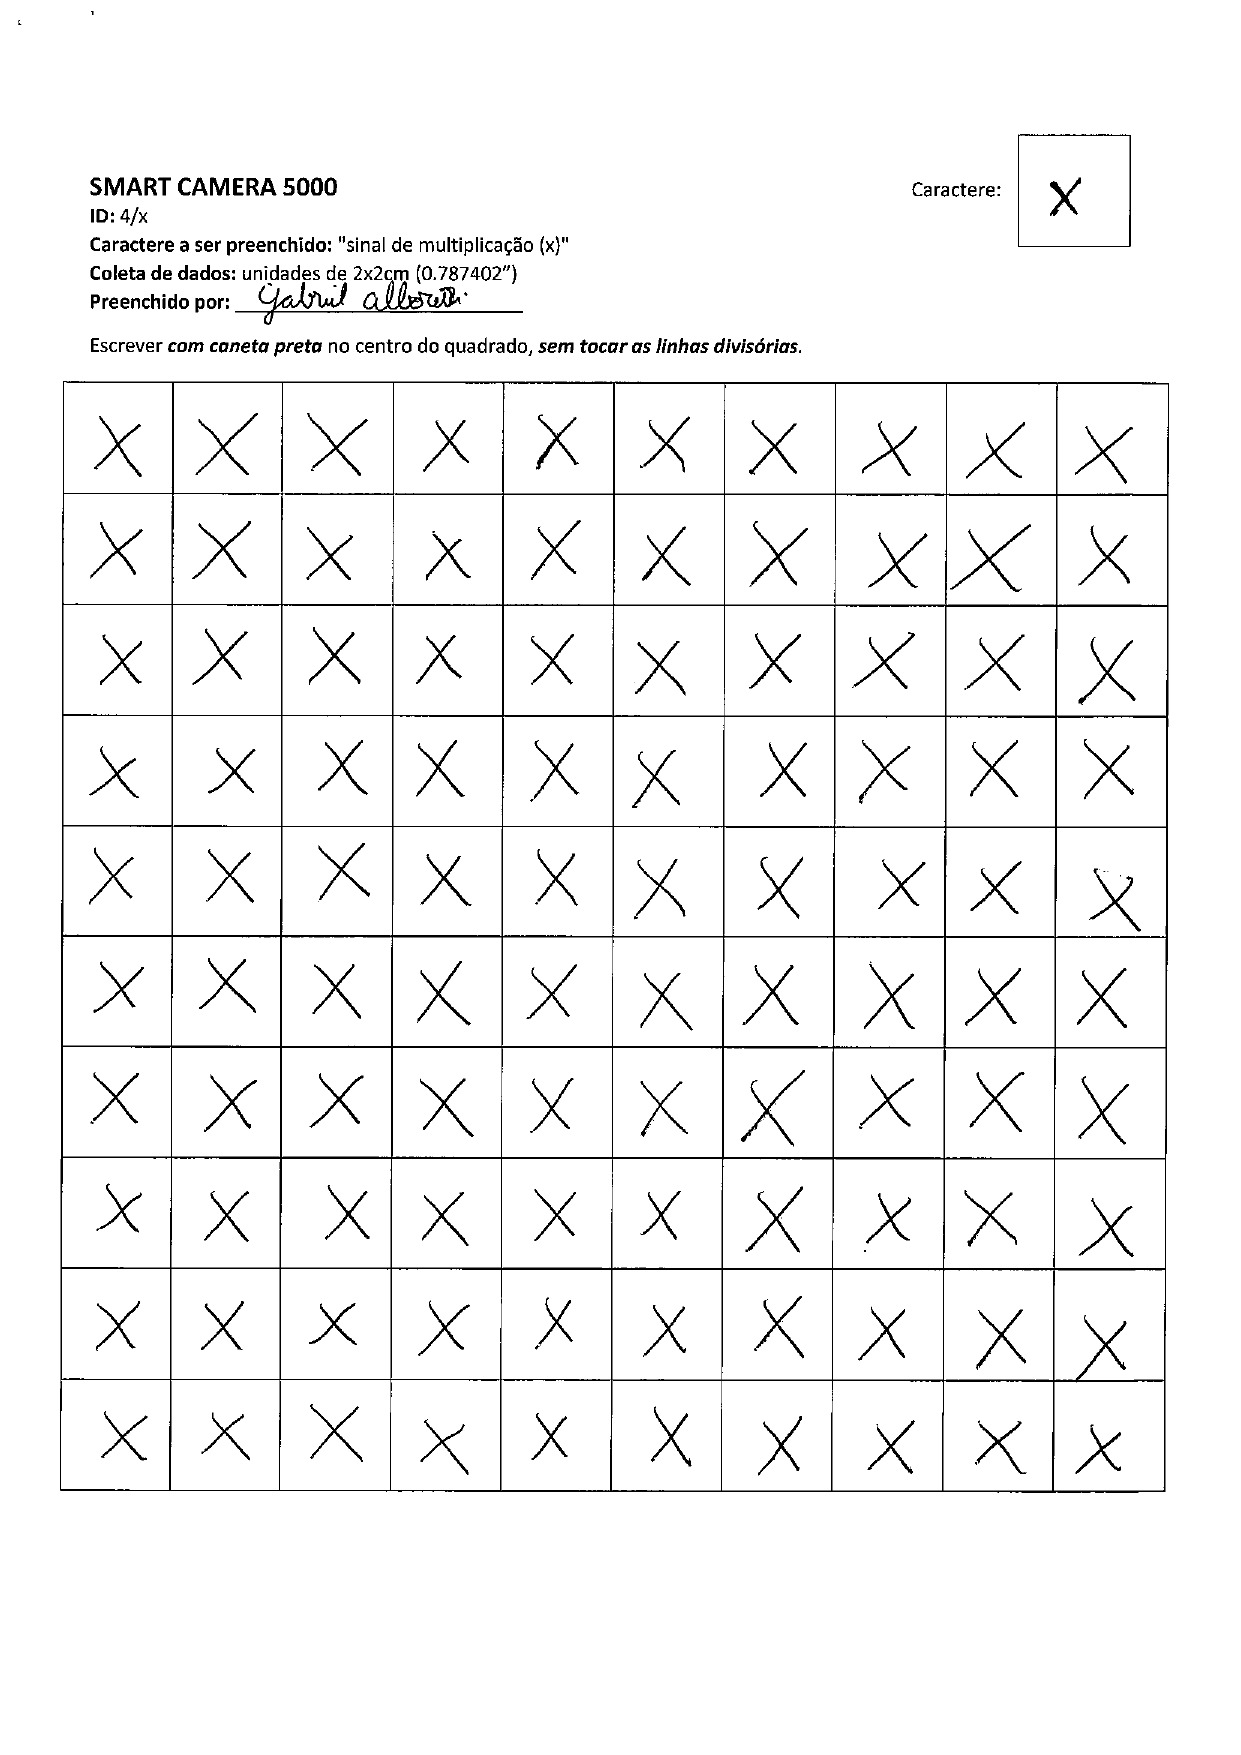 SMART CAMERA 5000
Caractere: X
ID: 4/x
Caractere a ser preenchido: "sinal de multiplicação (x)"
Coleta de dados: unidades de 2x2cm (0.787402")
Preenchido por: Gabriel
Escrever com caneta preta no centro do quadrado, sem tocar as linhas divisórias.
X X X X X X X X X X
X X X X X X X X X X
X X X X X X X X X X
X X X X X X X X X X
X X X X X X X X X X
X X X X X X X X X X
X X X X X X X X X X
X X X X X X X X X X
X X X X X X X X X X
X X X X X X X X X X